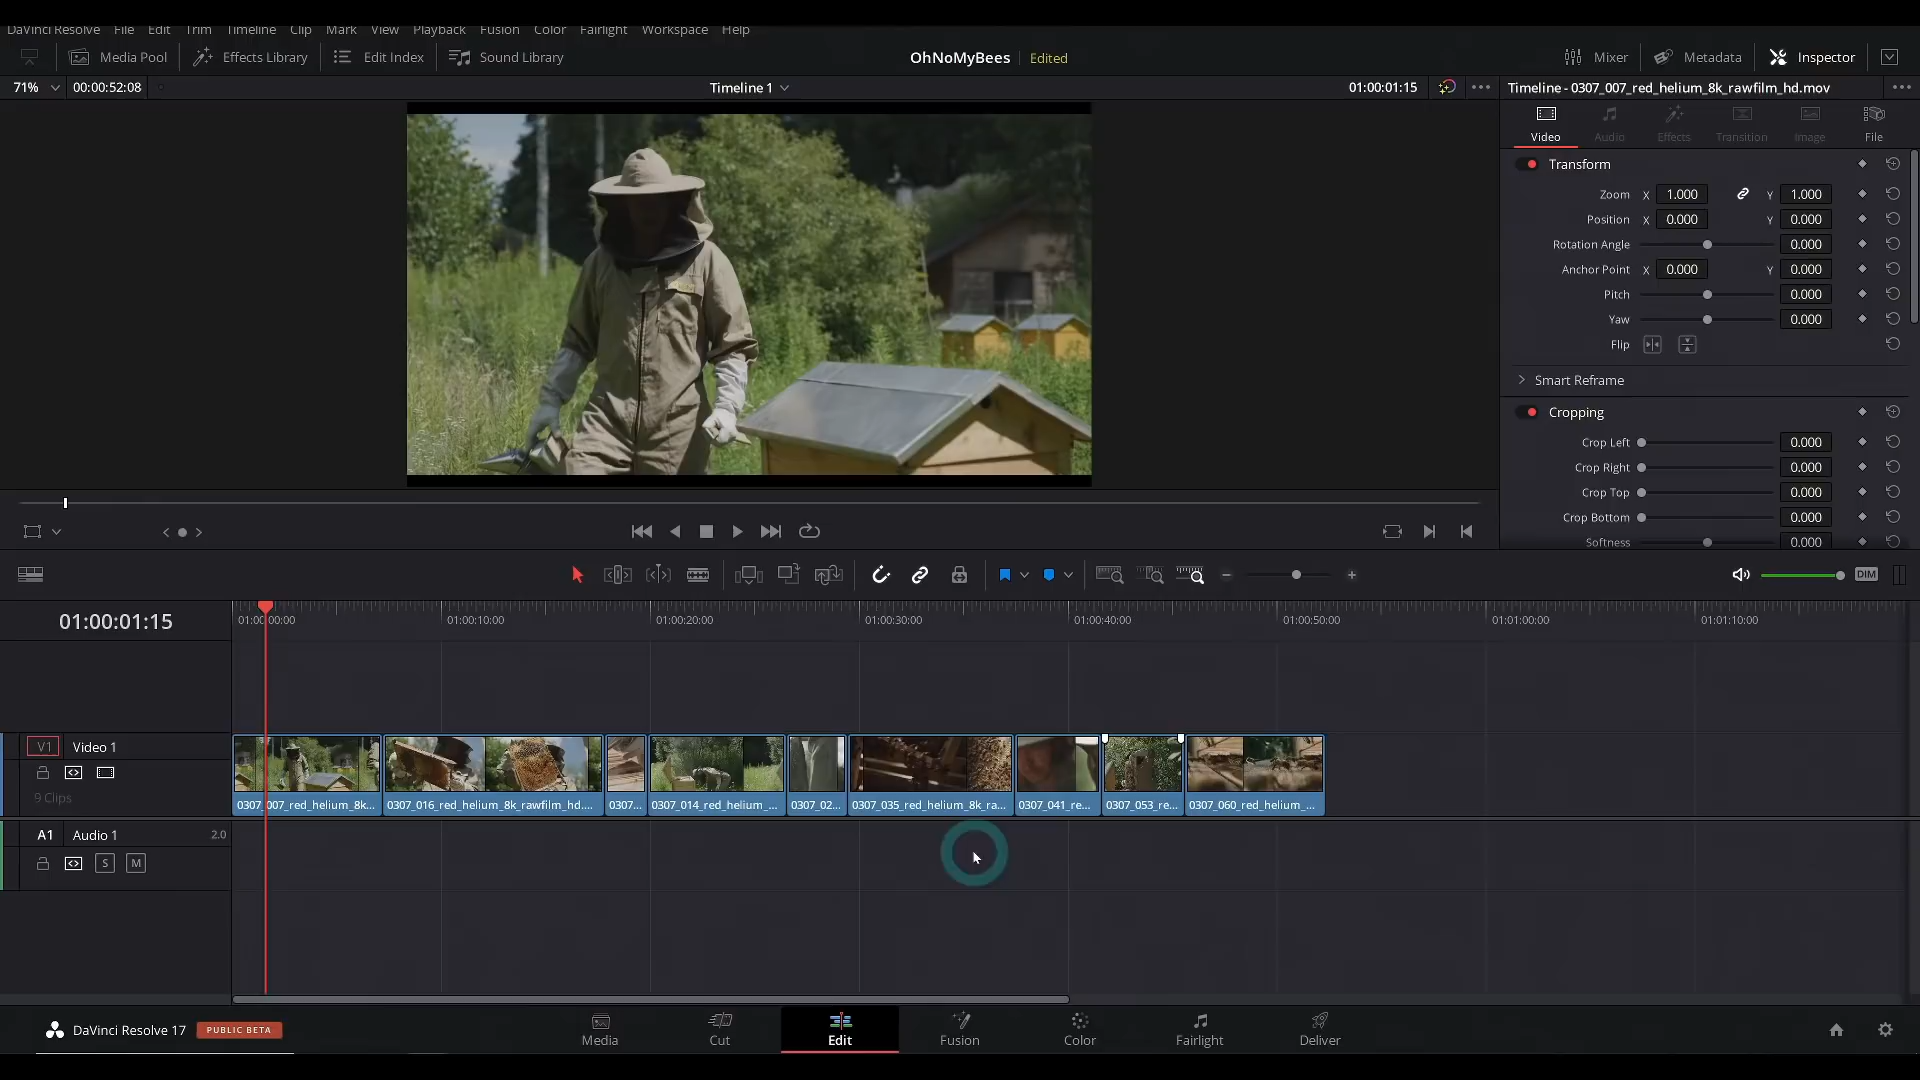 DaVinci Resolve File Edit Trim Timeline Clip Mark View Playback Fusion Color Fairlight Workspace Help
Media Pool Effects Library Edit Index Sound Library OhNoMyBees Edited Mixer Metadata Inspector
71% 00:00:52:08 Timeline 1 01:00:01:15 Timeline - 0307_007_red_helium_8k_rawfilm_hd.mov
Video Audio Effects Transition Image File
Transform
Zoom X 1.000 Y 1.000
Position X 0.000 Y 0.000
Rotation Angle 0.000
Anchor Point X 0.000 Y 0.000
Pitch 0.000
Yaw 0.000
Flip
Smart Reframe
Cropping
Crop Left 0.000
Crop Right 0.000
Crop Top 0.000
Crop Bottom 0.000
Softness 0.000
DIM
01:00:01:15
01:00:00:00 01:00:10:00 01:00:20:00 01:00:30:00 01:00:40:00 01:00:50:00 01:01:00:00 01:01:10:00
V1 Video 1
9 Clips
0307_007_red_helium_8k... 0307_016_red_helium_8k_rawfilm_hd.... 0307... 0307_014_red_helium_... 0307_02... 0307_035_red_helium_8k_ra... 0307_041_re... 0307_053_re... 0307_060_red_helium_...
A1 Audio 1 2.0
S M
DaVinci Resolve 17 PUBLIC BETA
Media Cut Edit Fusion Color Fairlight Deliver